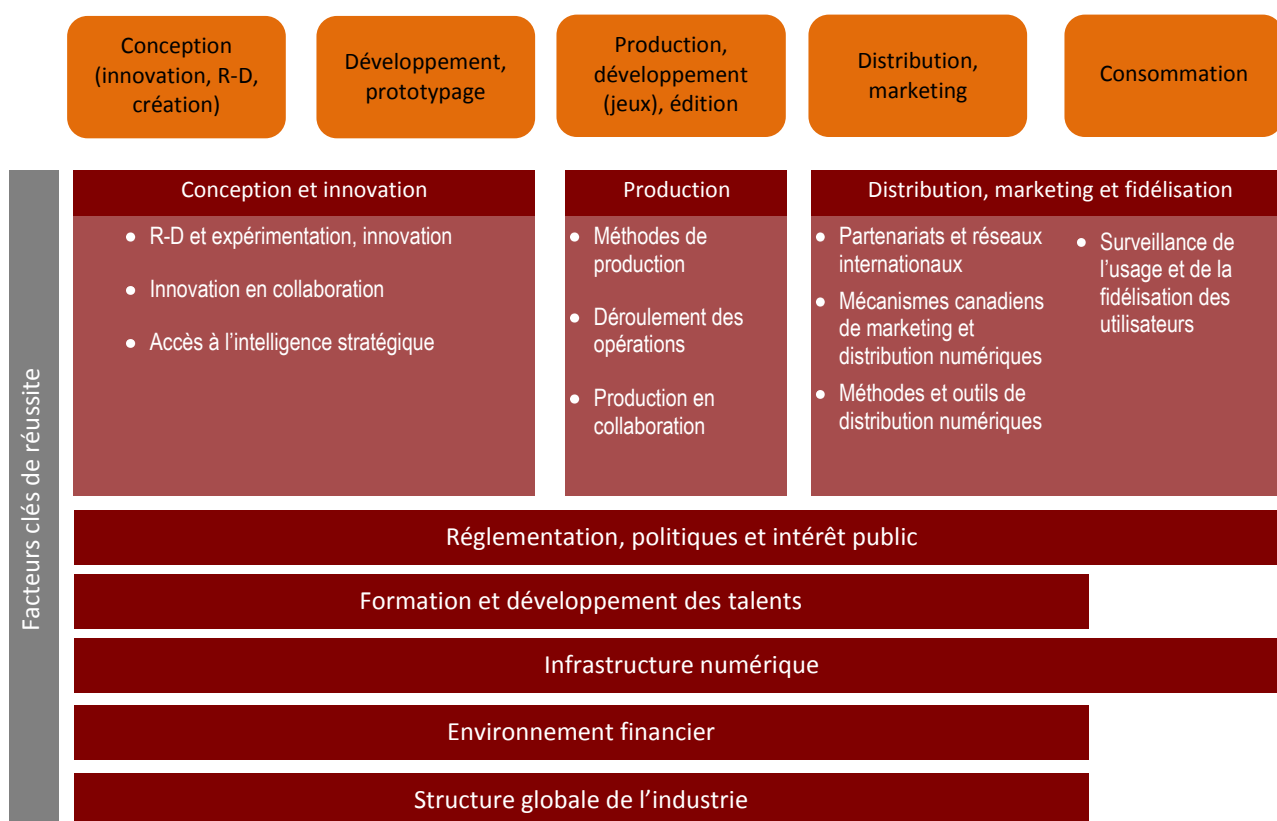 Conception
(innovation, R-D,
création)
Développement,
prototypage
Production,
développement
(jeux), édition
Distribution,
marketing
Consommation
Facteurs clés de réussite
Conception et innovation
• R-D et expérimentation, innovation
• Innovation en collaboration
• Accès à l’intelligence stratégique
Production
• Méthodes de
production
• Déroulement des
opérations
• Production en
collaboration
Distribution, marketing et fidélisation
• Partenariats et réseaux
internationaux
• Mécanismes canadiens
de marketing et
distribution numériques
• Méthodes et outils de
distribution numériques
• Surveillance de
l’usage et de la
fidélisation des
utilisateurs
Réglementation, politiques et intérêt public
Formation et développement des talents
Infrastructure numérique
Environnement financier
Structure globale de l’industrie